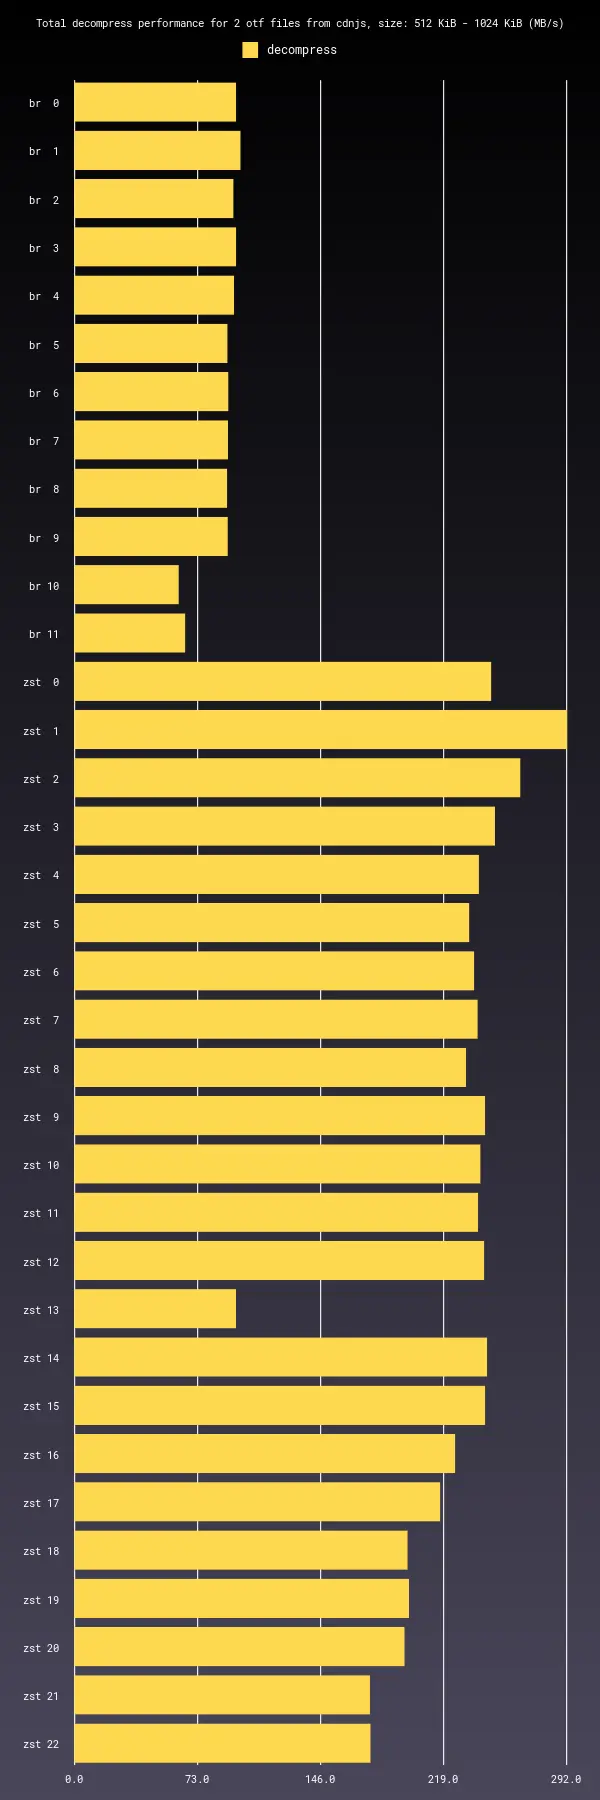 Total decompress performance for 2 otf files from cdnjs, size: 512 KiB - 1024 KiB (MB/s)
decompress
br  0
br  1
br  2
br  3
br  4
br  5
br  6
br  7
br  8
br  9
br 10
br 11
zst  0
zst  1
zst  2
zst  3
zst  4
zst  5
zst  6
zst  7
zst  8
zst  9
zst 10
zst 11
zst 12
zst 13
zst 14
zst 15
zst 16
zst 17
zst 18
zst 19
zst 20
zst 21
zst 22
0.0 73.0 146.0 219.0 292.0